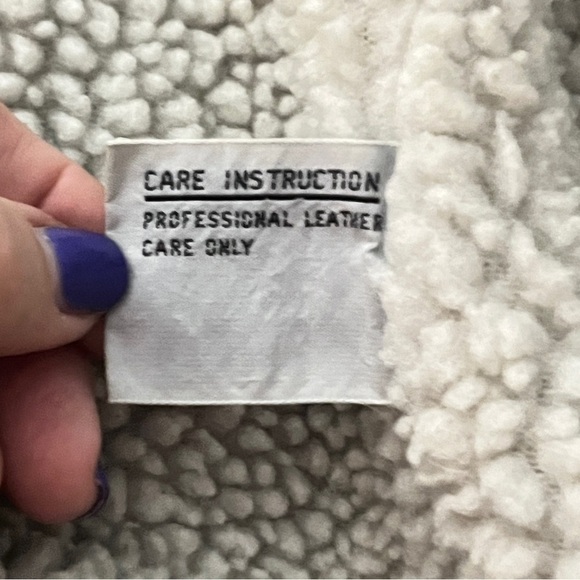 CARE INSTRUCTION
PROFESSIONAL LEATHER
CARE ONLY